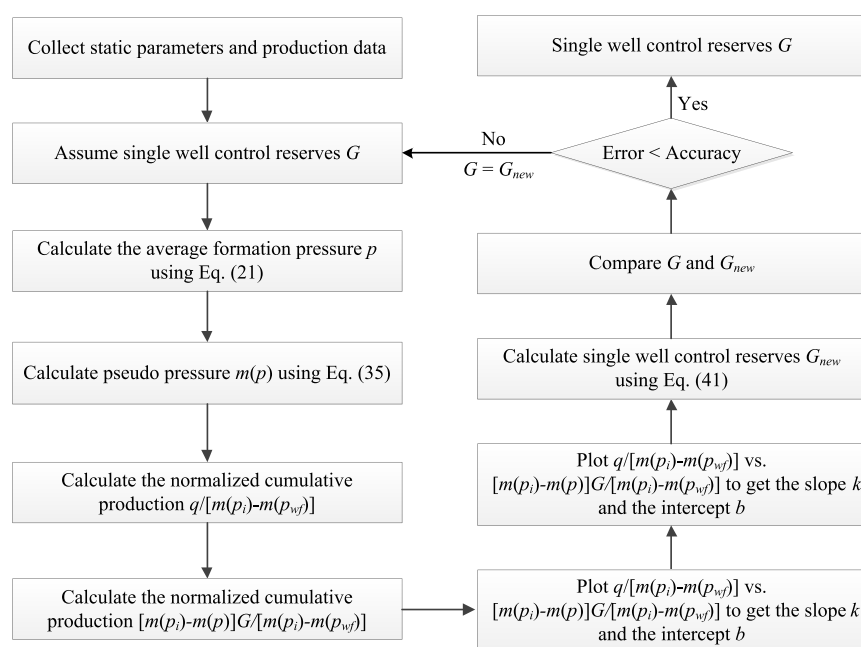 Collect static parameters and production data
Assume single well control reserves G
Calculate the average formation pressure p
using Eq. (21)
Calculate pseudo pressure m(p) using Eq. (35)
Calculate the normalized cumulative
production q/[m(pi)-m(pwf)]
Calculate the normalized cumulative
production [m(pi)-m(p)]G/[m(pi)-m(pwf)]
Plot q/[m(pi)-m(pwf)] vs.
[m(pi)-m(p)]G/[m(pi)-m(pwf)] to get the slope k
and the intercept b
Plot q/[m(pi)-m(pwf)] vs.
[m(pi)-m(p)]G/[m(pi)-m(pwf)] to get the slope k
and the intercept b
Calculate single well control reserves Gnew
using Eq. (41)
Compare G and Gnew
Error < Accuracy
No
G = Gnew
Yes
Single well control reserves G